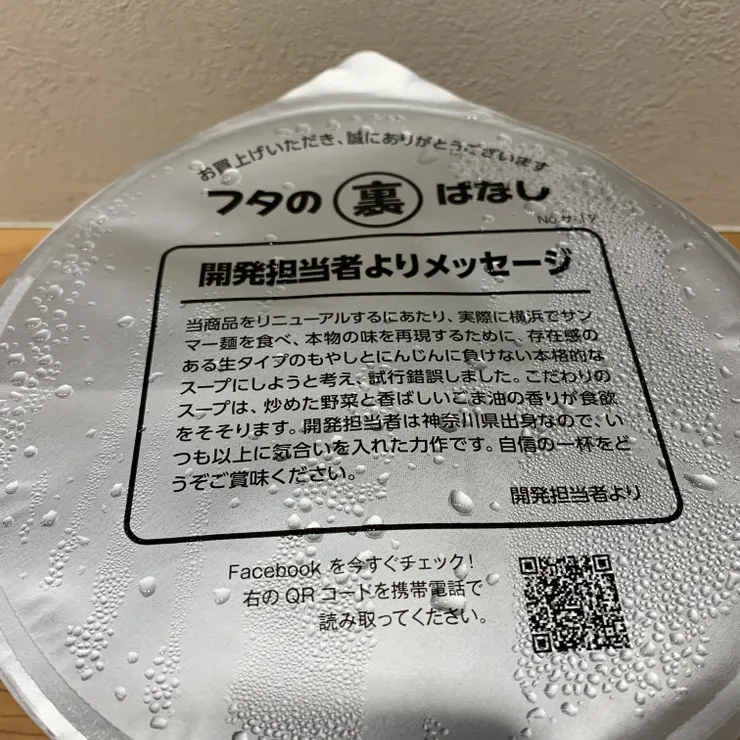 お買上げいただき、誠にありがとうございます
フタの裏ばなし
No.サ-17
開発担当者よりメッセージ
当商品をリニューアルするにあたり、実際に横浜でサン
マー麺を食べ、本物の味を再現するために、存在感の
ある生タイプのもやしとにんじんに負けない本格的な
スープにしようと考え、試行錯誤しました。こだわりの
スープは、炒めた野菜と香ばしいごま油の香りが食欲
をそそります。開発担当者は神奈川県出身なので、い
つも以上に気合いを入れた力作です。自信の一杯をど
うぞご賞味ください。
開発担当者より
Facebook を今すぐチェック!
右の QR コードを携帯電話で
読み取ってください。